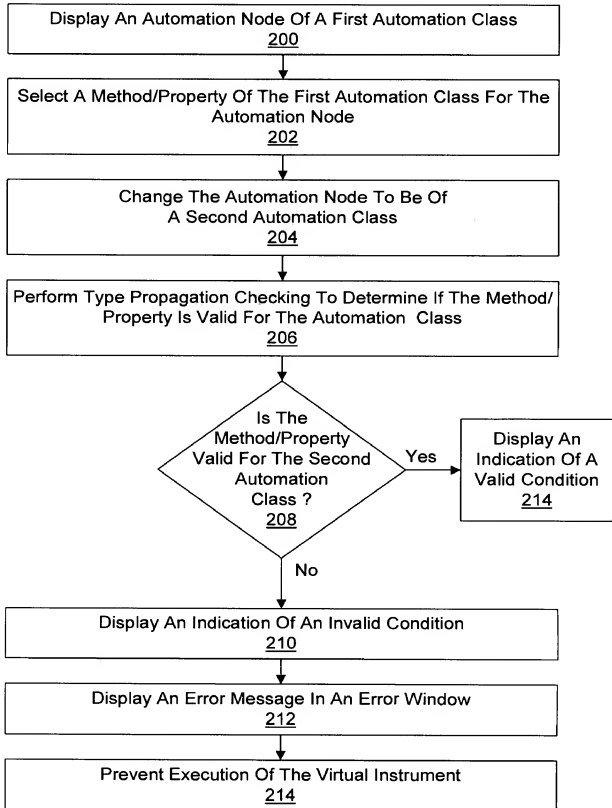 Display An Automation Node Of A First Automation Class
200
Select A Method/Property Of The First Automation Class For The
Automation Node
202
Change The Automation Node To Be Of
A Second Automation Class
204
Perform Type Propagation Checking To Determine If The Method/
Property Is Valid For The Automation Class
206
Is The
Method/Property
Valid For The Second
Automation
Class ?
208
Yes
Display An
Indication Of A
Valid Condition
214
No
Display An Indication Of An Invalid Condition
210
Display An Error Message In An Error Window
212
Prevent Execution Of The Virtual Instrument
214